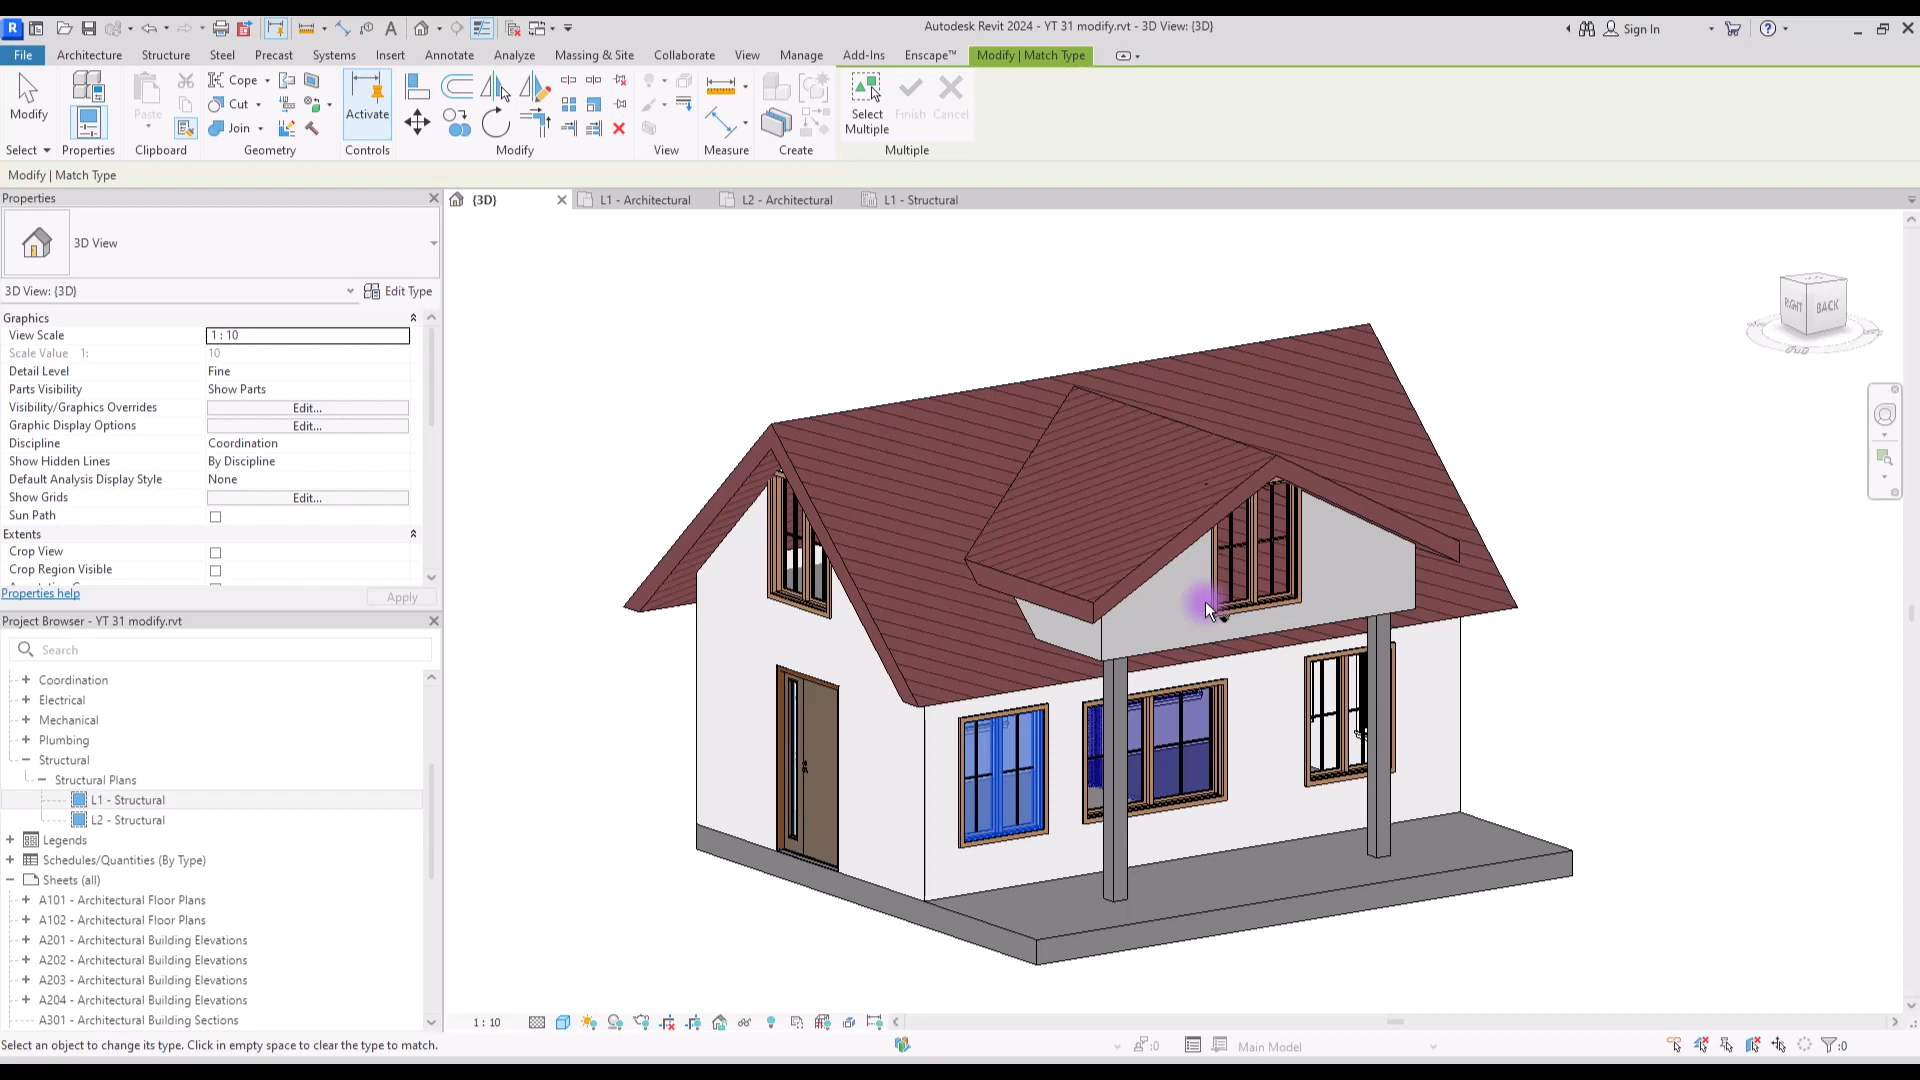 Autodesk Revit 2024 - YT 31 modify.rvt - 3D View: {3D}
Sign In
File Architecture Structure Steel Precast Systems Insert Annotate Analyze Massing & Site Collaborate View Manage Add-Ins Enscape™ Modify | Match Type
Modify
Paste
Cope
Cut
Join
Activate
Select Multiple
Finish
Cancel
Select Properties Clipboard Geometry Controls Modify View Measure Create Multiple
Modify | Match Type
Properties
3D View
3D View: {3D}
Edit Type
Graphics
View Scale 1 : 10
Scale Value 1: 10
Detail Level Fine
Parts Visibility Show Parts
Visibility/Graphics Overrides Edit...
Graphic Display Options Edit...
Discipline Coordination
Show Hidden Lines By Discipline
Default Analysis Display Style None
Show Grids Edit...
Sun Path
Extents
Crop View
Crop Region Visible
Properties help
Apply
Project Browser - YT 31 modify.rvt
Search
Coordination
Electrical
Mechanical
Plumbing
Structural
Structural Plans
L1 - Structural
L2 - Structural
Legends
Schedules/Quantities (By Type)
Sheets (all)
A101 - Architectural Floor Plans
A102 - Architectural Floor Plans
A201 - Architectural Building Elevations
A202 - Architectural Building Elevations
A203 - Architectural Building Elevations
A204 - Architectural Building Elevations
A301 - Architectural Building Sections
{3D}
L1 - Architectural
L2 - Architectural
L1 - Structural
RIGHT
BACK
1 : 10
Select an object to change its type. Click in empty space to clear the type to match.
:0
Main Model
:0